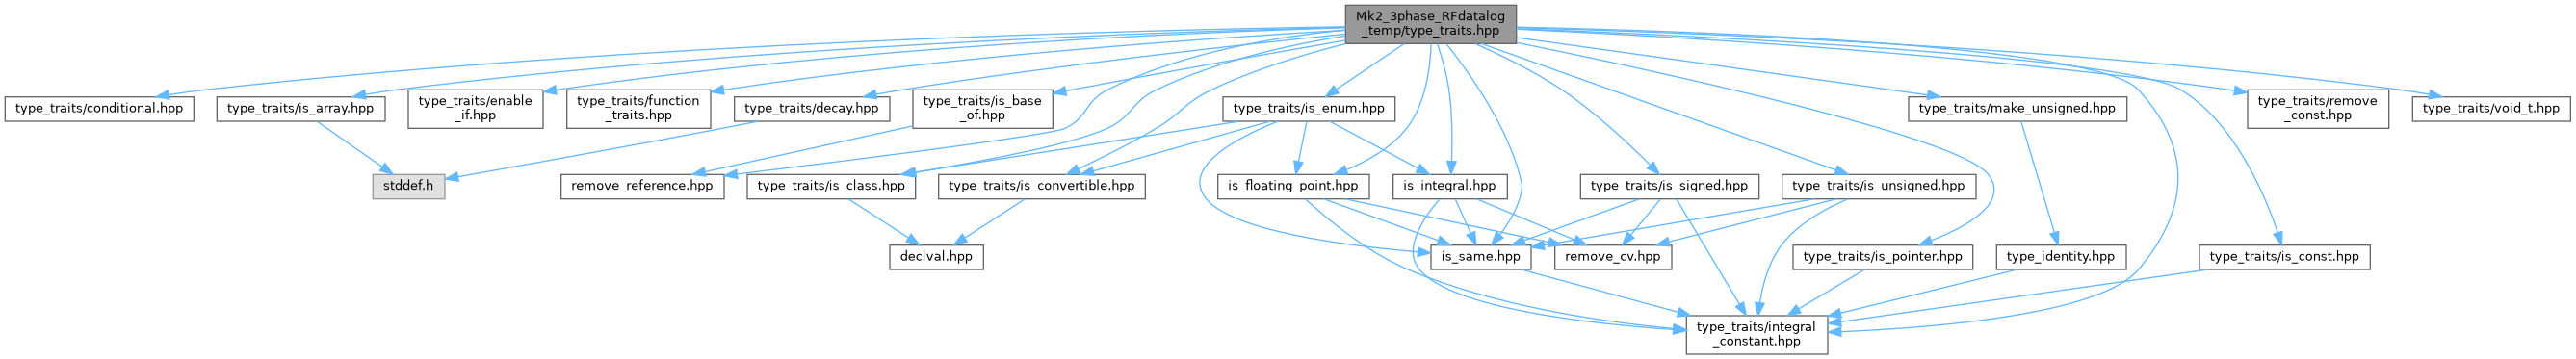 Mk2_3phase_RFdatalog
_temp/type_traits.hpp
type_traits/conditional.hpp
type_traits/is_array.hpp
type_traits/enable
_if.hpp
type_traits/function
_traits.hpp
type_traits/decay.hpp
type_traits/is_base
_of.hpp
type_traits/is_enum.hpp
type_traits/make_unsigned.hpp
type_traits/remove
_const.hpp
type_traits/void_t.hpp
stddef.h
remove_reference.hpp
type_traits/is_class.hpp
type_traits/is_convertible.hpp
is_floating_point.hpp
is_integral.hpp
type_traits/is_signed.hpp
type_traits/is_unsigned.hpp
declval.hpp
is_same.hpp
remove_cv.hpp
type_traits/is_pointer.hpp
type_identity.hpp
type_traits/is_const.hpp
type_traits/integral
_constant.hpp